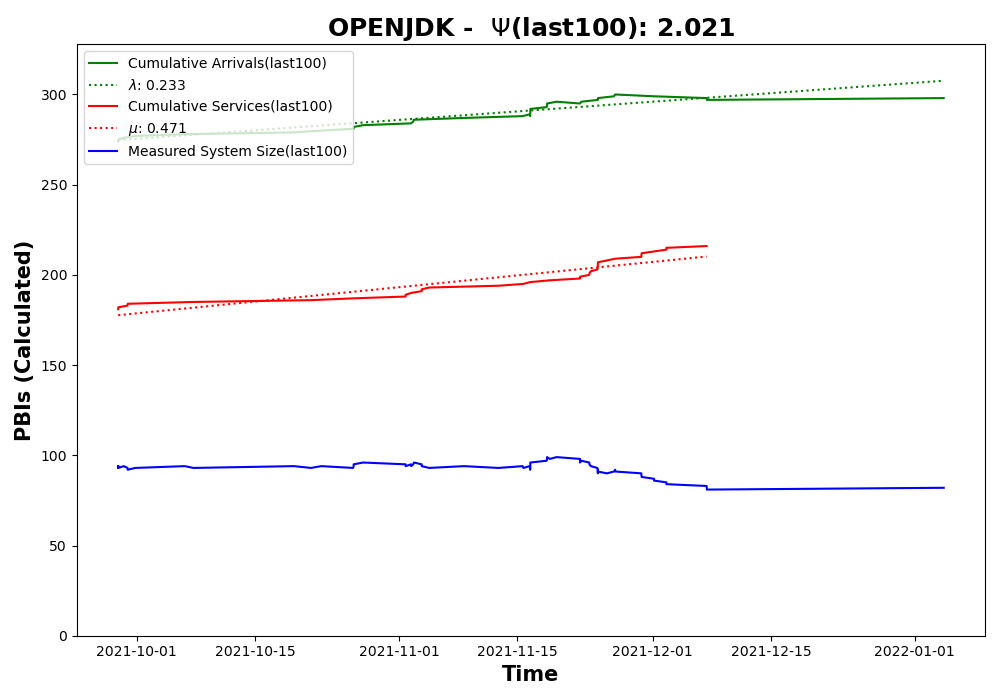 OPENJDK - Ψ(last100): 2.021
Cumulative Arrivals(last100)
λ: 0.233
Cumulative Services(last100)
μ: 0.471
Measured System Size(last100)
PBIs (Calculated)
300
250
200
150
100
50
0
2021-10-01 2021-10-15 2021-11-01 2021-11-15 2021-12-01 2021-12-15 2022-01-01
Time